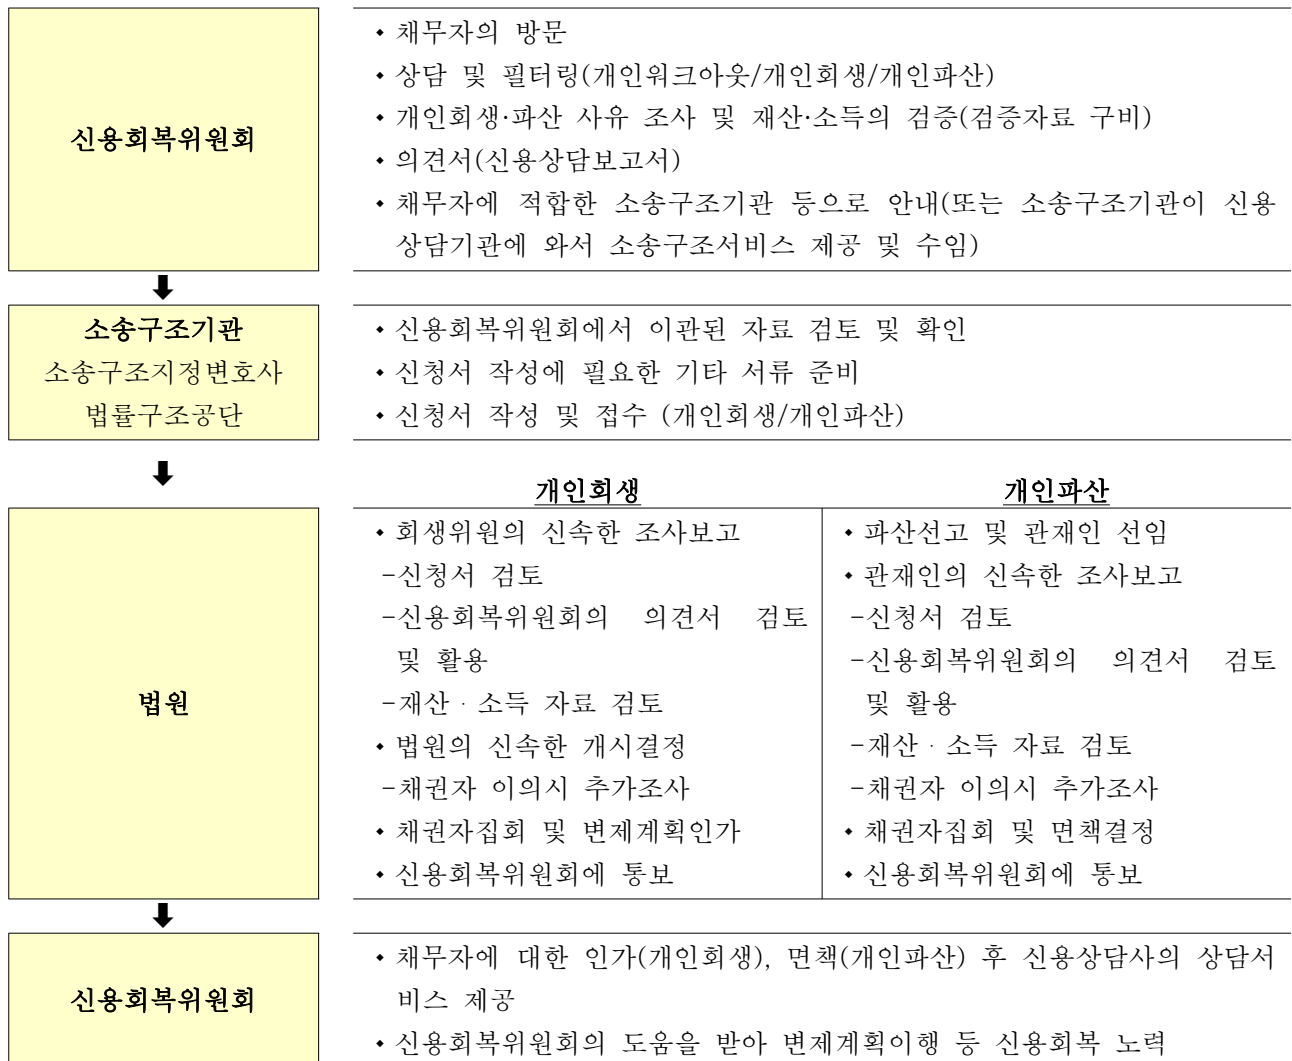 신용회복위원회
◆ 채무자의 방문
◆ 상담 및 필터링(개인워크아웃/개인회생/개인파산)
◆ 개인회생·파산 사유 조사 및 재산·소득의 검증(검증자료 구비)
◆ 의견서(신용상담보고서)
◆ 채무자에 적합한 소송구조기관 등으로 안내(또는 소송구조기관이 신용
상담기관에 와서 소송구조서비스 제공 및 수임)
소송구조기관
소송구조지정변호사
법률구조공단
◆ 신용회복위원회에서 이관된 자료 검토 및 확인
◆ 신청서 작성에 필요한 기타 서류 준비
◆ 신청서 작성 및 접수 (개인회생/개인파산)
법원
개인회생
◆ 회생위원의 신속한 조사보고
-신청서 검토
-신용회복위원회의 의견서 검토
및 활용
-재산 · 소득 자료 검토
◆ 법원의 신속한 개시결정
-채권자 이의시 추가조사
◆ 채권자집회 및 변제계획인가
◆ 신용회복위원회에 통보
개인파산
◆ 파산선고 및 관재인 선임
◆ 관재인의 신속한 조사보고
-신청서 검토
-신용회복위원회의 의견서 검토
및 활용
-재산 · 소득 자료 검토
-채권자 이의시 추가조사
◆ 채권자집회 및 면책결정
◆ 신용회복위원회에 통보
신용회복위원회
◆ 채무자에 대한 인가(개인회생), 면책(개인파산) 후 신용상담사의 상담서
비스 제공
◆ 신용회복위원회의 도움을 받아 변제계획이행 등 신용회복 노력